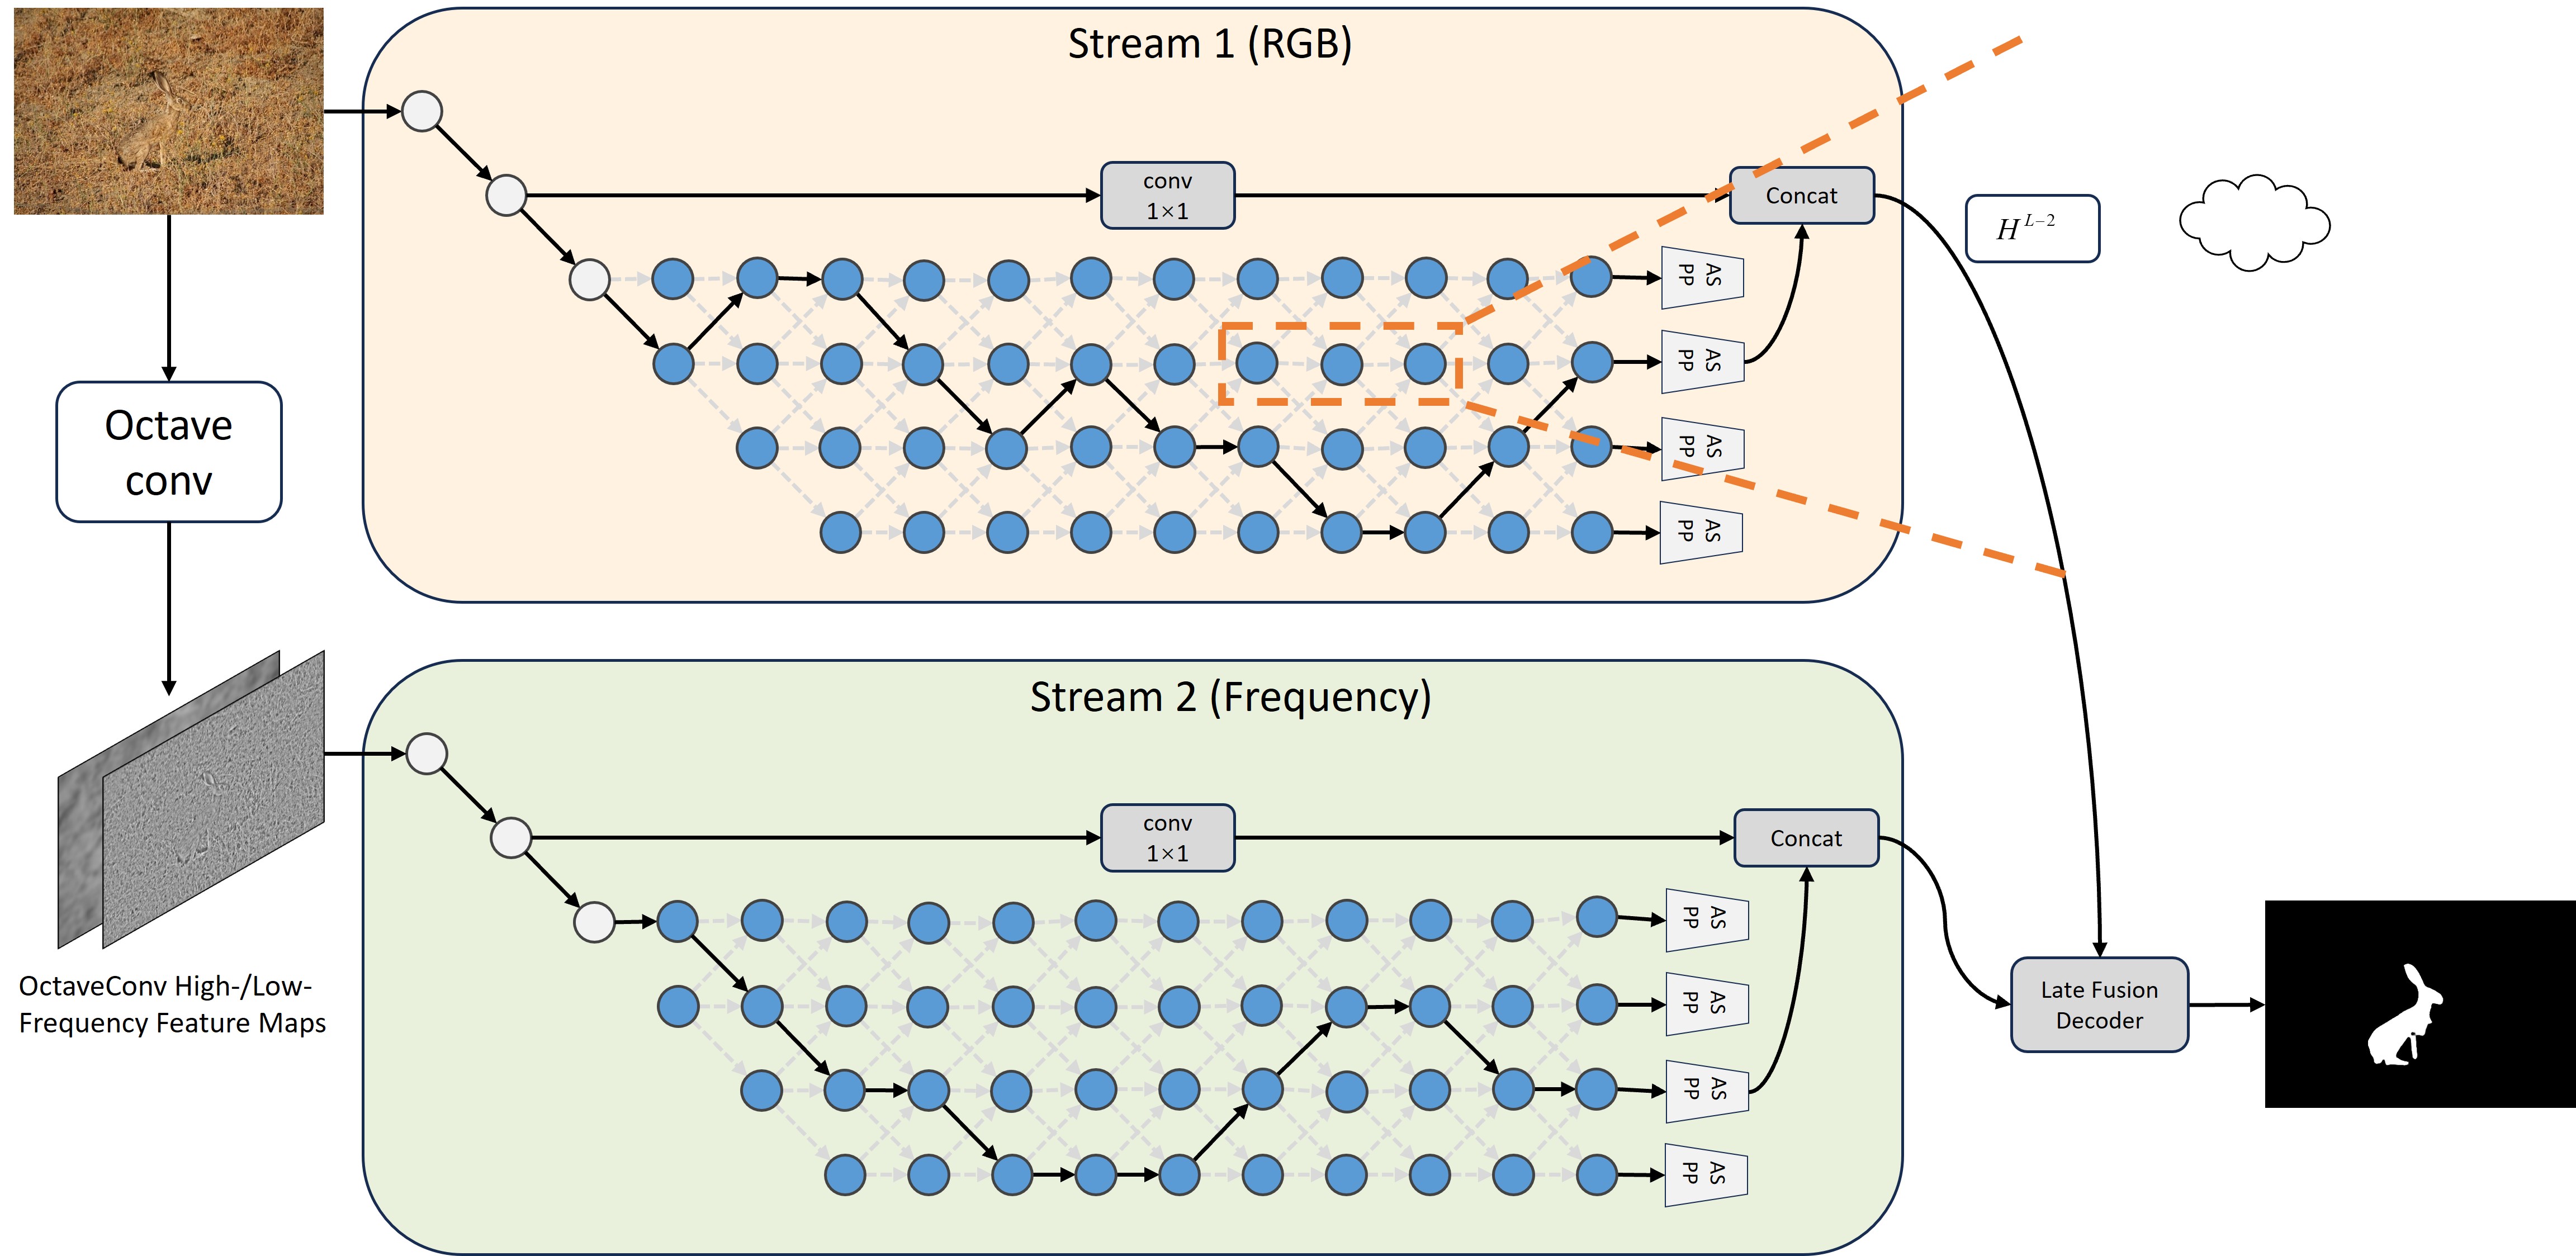 Stream 1 (RGB)
conv
1×1
Concat
H^{L-2}
AS
PP
AS
PP
AS
PP
AS
PP
Octave
conv
Stream 2 (Frequency)
conv
1×1
Concat
AS
PP
AS
PP
AS
PP
AS
PP
OctaveConv High-/Low-
Frequency Feature Maps
Late Fusion
Decoder